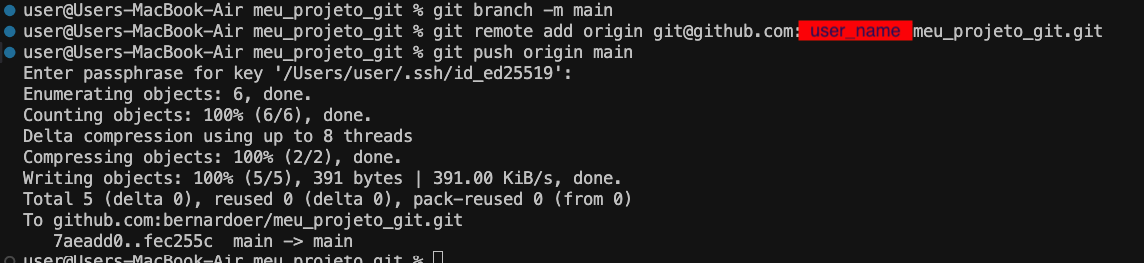 user@Users-MacBook-Air meu_projeto_git % git branch -m main
user@Users-MacBook-Air meu_projeto_git % git remote add origin git@github.com: user_name meu_projeto_git.git
user@Users-MacBook-Air meu_projeto_git % git push origin main
Enter passphrase for key '/Users/user/.ssh/id_ed25519':
Enumerating objects: 6, done.
Counting objects: 100% (6/6), done.
Delta compression using up to 8 threads
Compressing objects: 100% (2/2), done.
Writing objects: 100% (5/5), 391 bytes | 391.00 KiB/s, done.
Total 5 (delta 0), reused 0 (delta 0), pack-reused 0 (from 0)
To github.com:bernardoer/meu_projeto_git.git
   7aeadd0..fec255c  main -> main
user@Users-MacBook-Air meu_projeto_git %